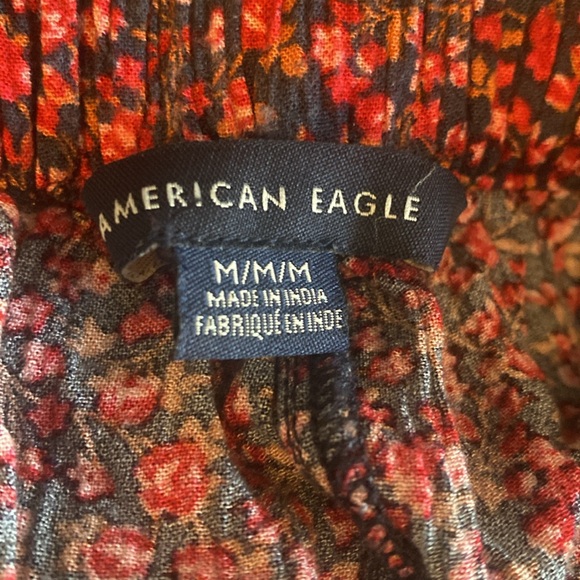 AMERICAN EAGLE
M/M/M
MADE IN INDIA
FABRIQUÉ EN INDE